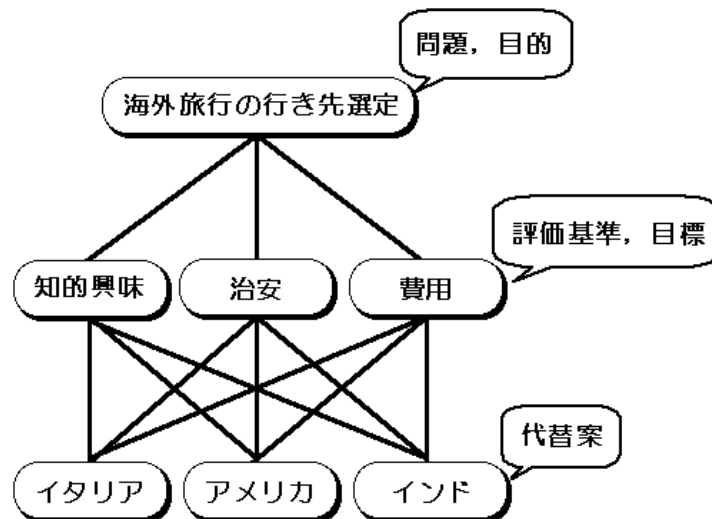 問題，目的
海外旅行の行き先選定
評価基準，目標
知的興味
治安
費用
代替案
イタリア
アメリカ
インド